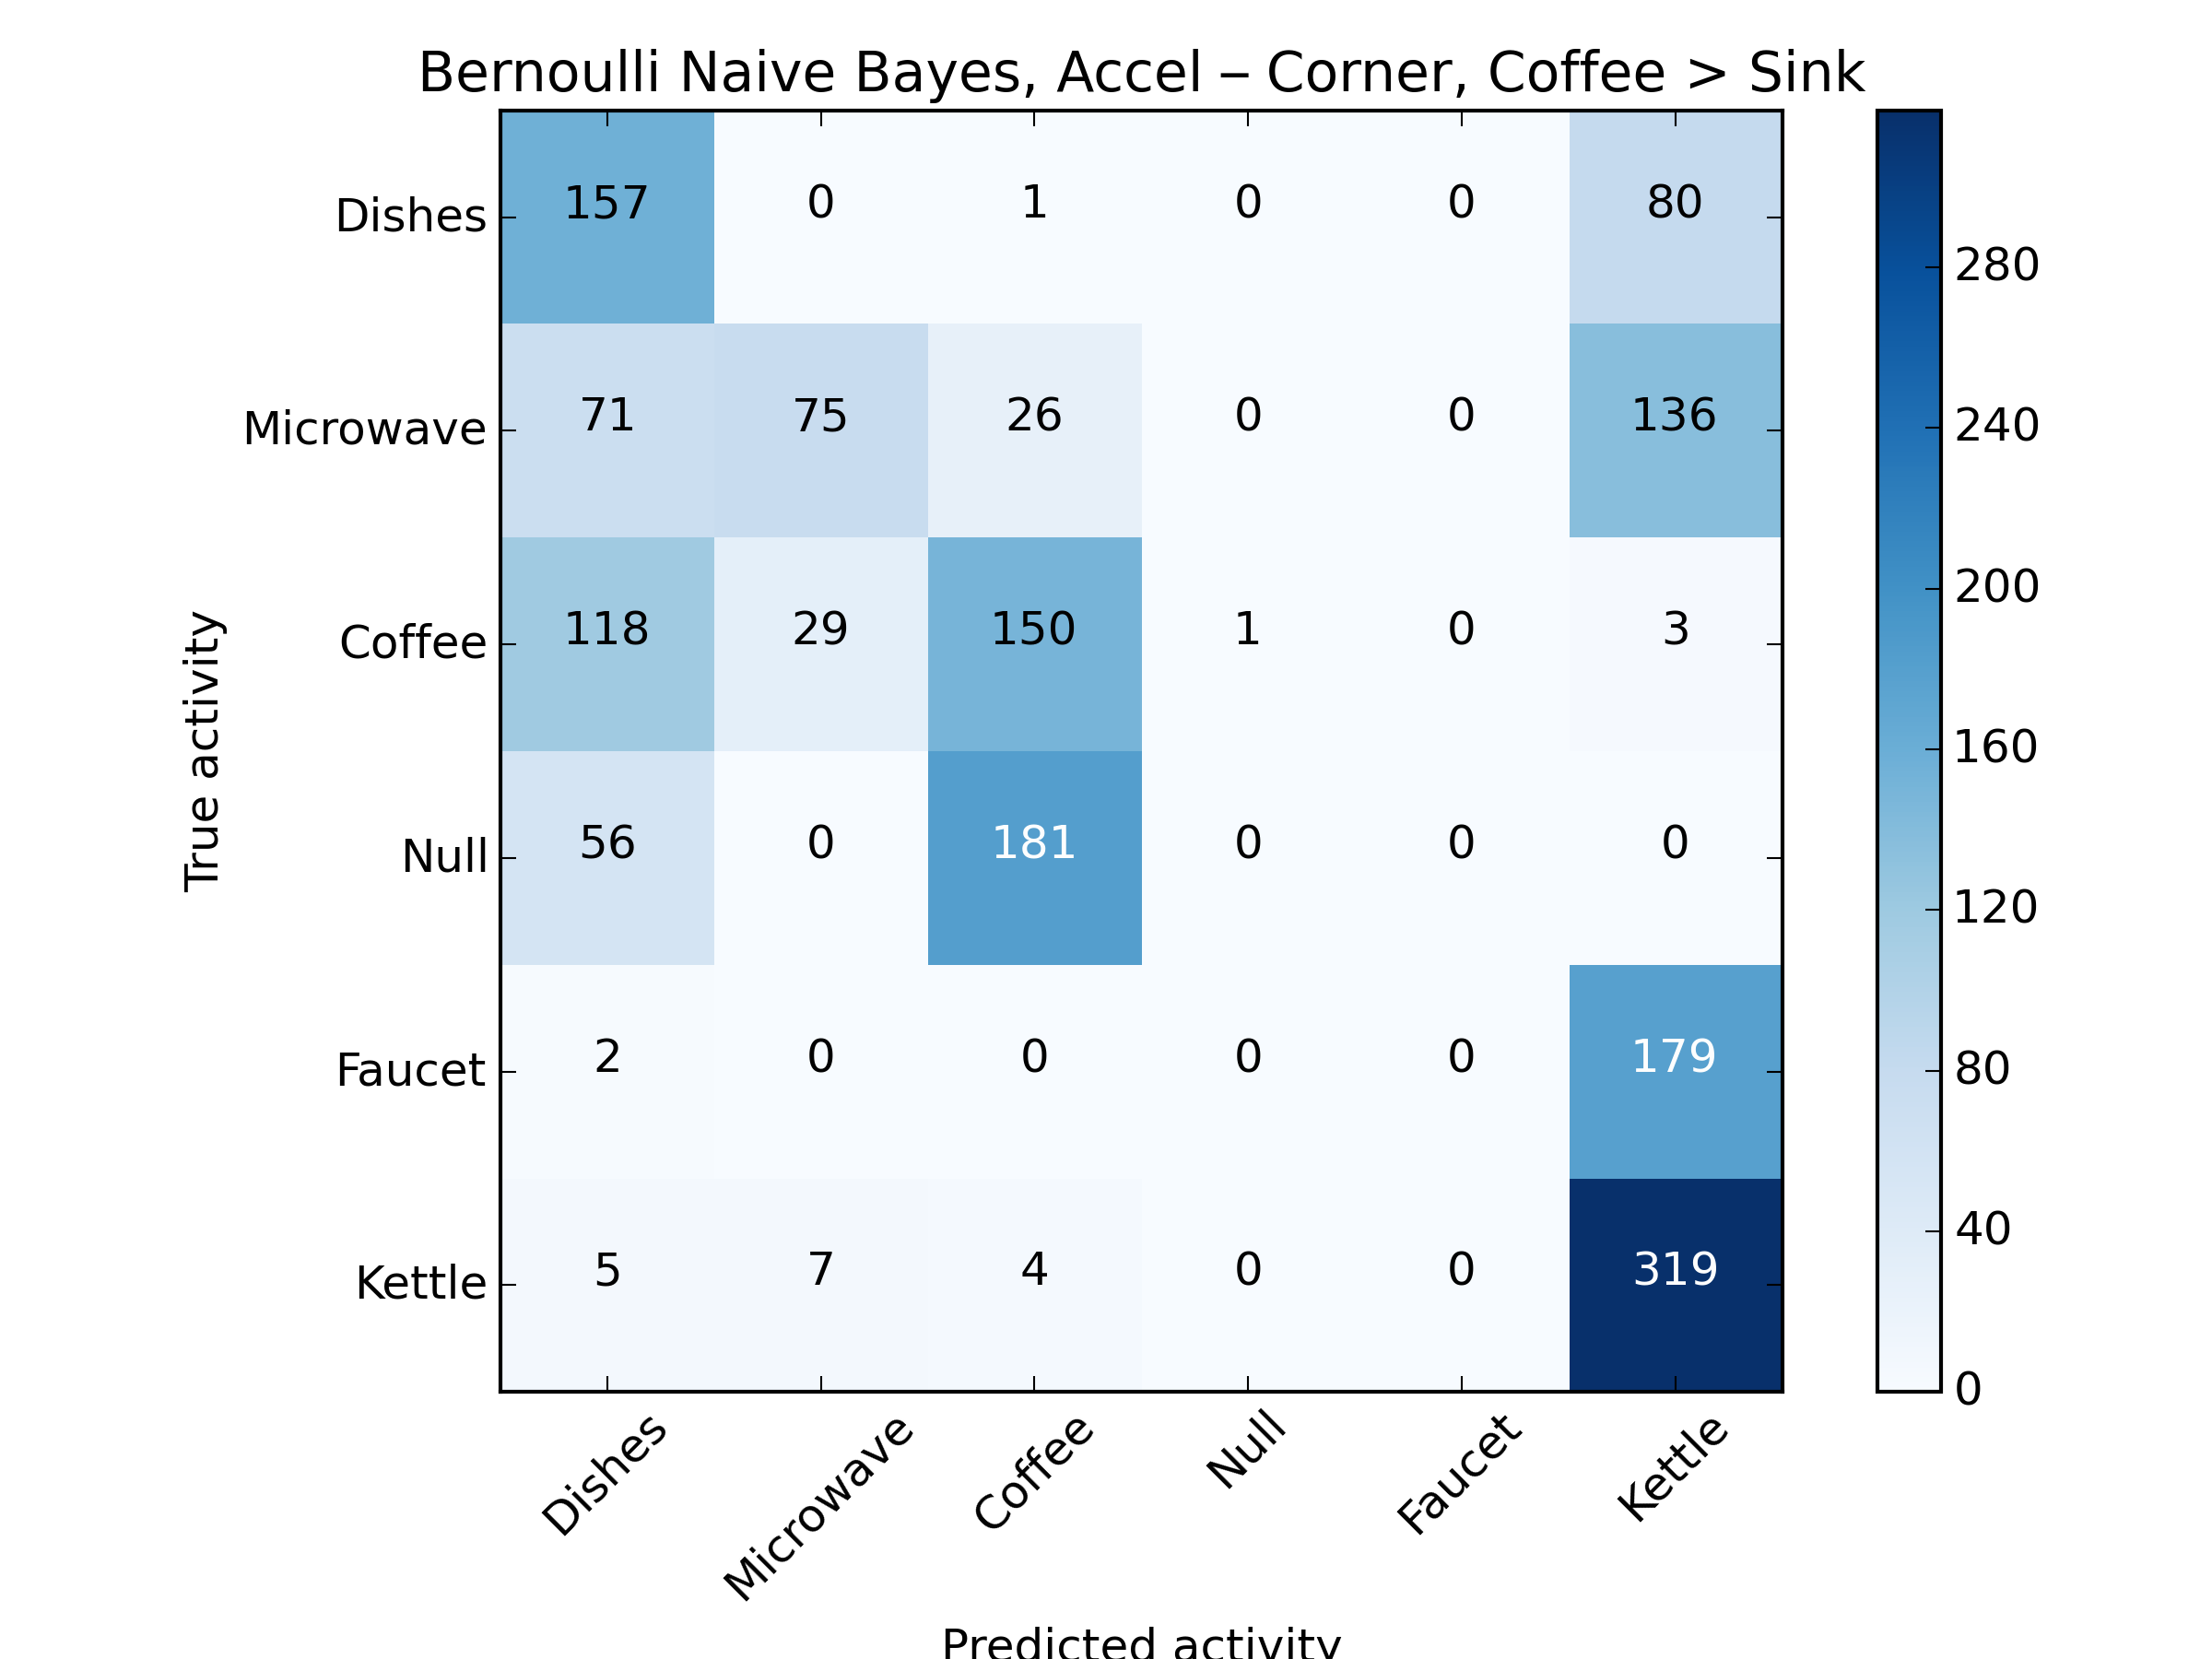 Bernoulli Naive Bayes, Accel – Corner, Coffee > Sink
Dishes 157 0 1 0 0 80
Microwave 71 75 26 0 0 136
Coffee 118 29 150 1 0 3
Null 56 0 181 0 0 0
Faucet 2 0 0 0 0 179
Kettle 5 7 4 0 0 319
True activity
Dishes Microwave Coffee Null Faucet Kettle
Predicted activity
280
240
200
160
120
80
40
0